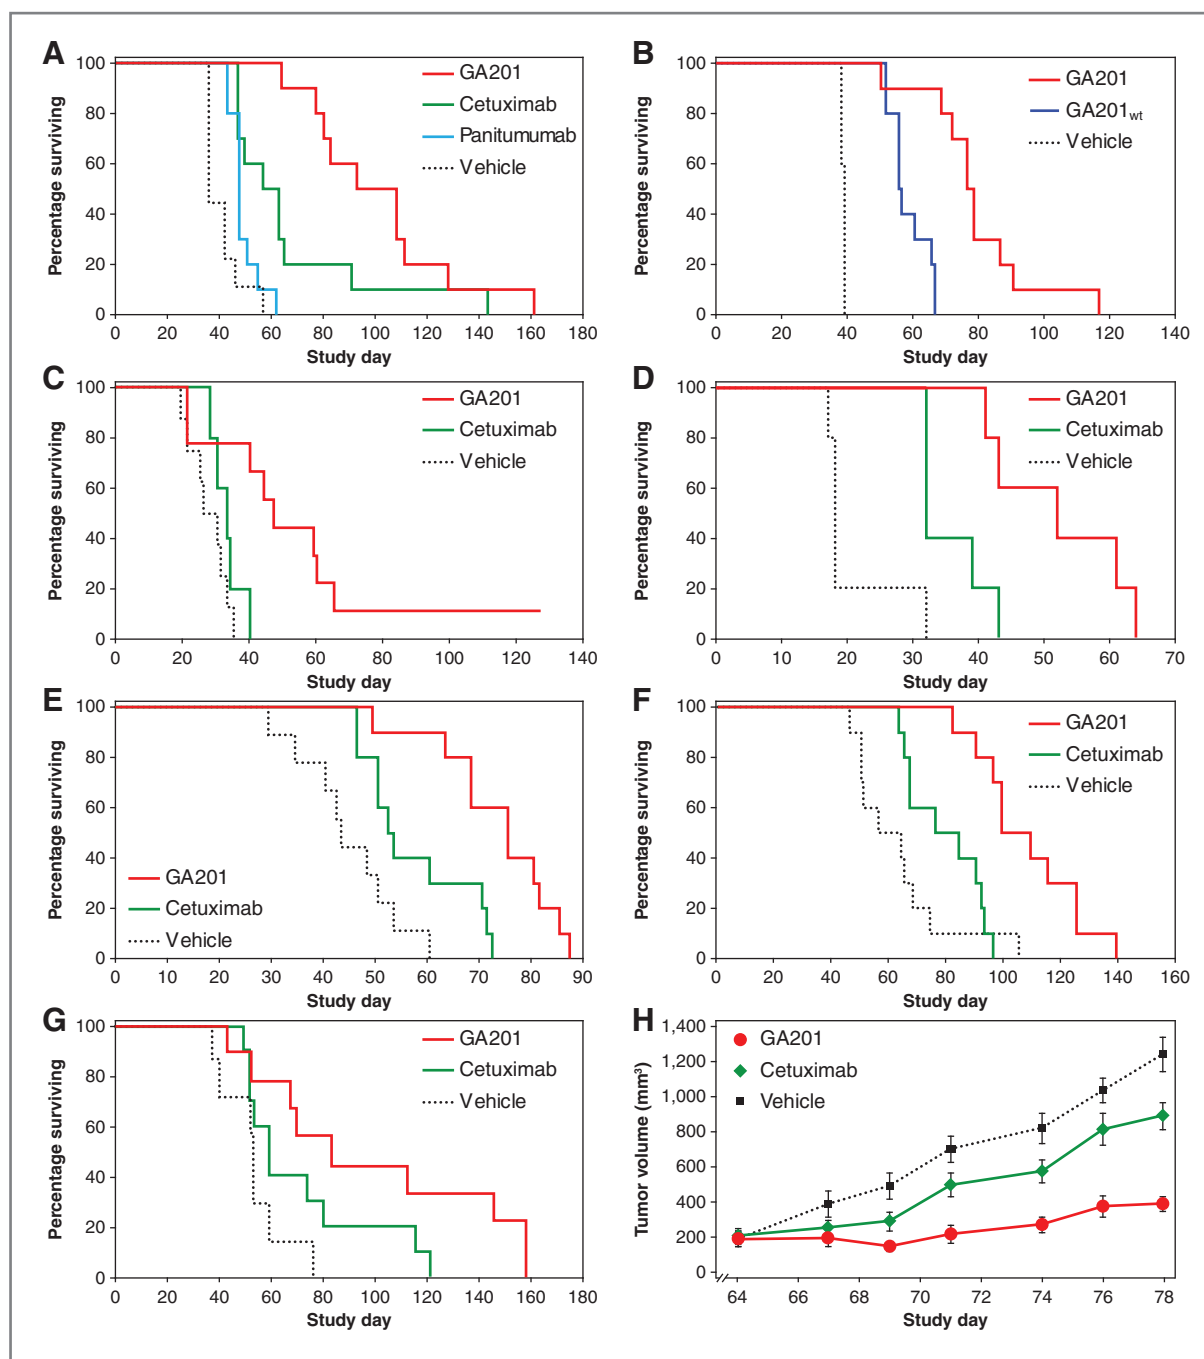 A
Percentage surviving
100
80
60
40
20
0
GA201
Cetuximab
Panitumumab
Vehicle
0 20 40 60 80 100 120 140 160 180
Study day
B
Percentage surviving
100
80
60
40
20
0
GA201
GA201wt
Vehicle
0 20 40 60 80 100 120 140
Study day
C
Percentage surviving
100
80
60
40
20
0
GA201
Cetuximab
Vehicle
0 20 40 60 80 100 120 140
Study day
D
Percentage surviving
100
80
60
40
20
0
GA201
Cetuximab
Vehicle
0 10 20 30 40 50 60 70
Study day
E
Percentage surviving
100
80
60
40
20
0
GA201
Cetuximab
Vehicle
0 10 20 30 40 50 60 70 80 90
Study day
F
Percentage surviving
100
80
60
40
20
0
GA201
Cetuximab
Vehicle
0 20 40 60 80 100 120 140 160
Study day
G
Percentage surviving
100
80
60
40
20
0
GA201
Cetuximab
Vehicle
0 20 40 60 80 100 120 140 160 180
Study day
H
Tumor volume (mm³)
1,400
1,200
1,000
800
600
400
200
0
GA201
Cetuximab
Vehicle
64 66 68 70 72 74 76 78
Study day